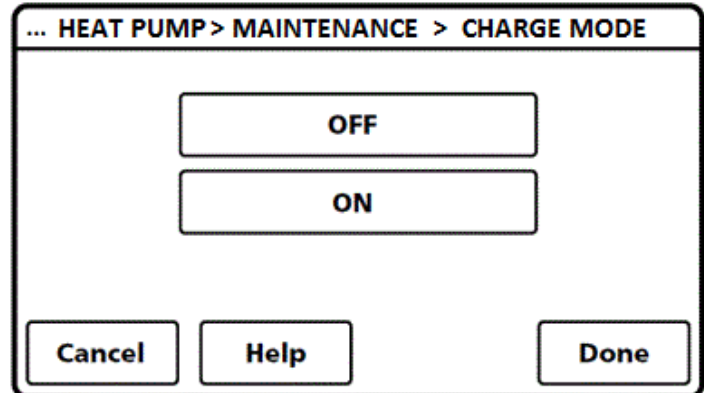 ... HEAT PUMP > MAINTENANCE > CHARGE MODE
OFF
ON
Cancel Help Done